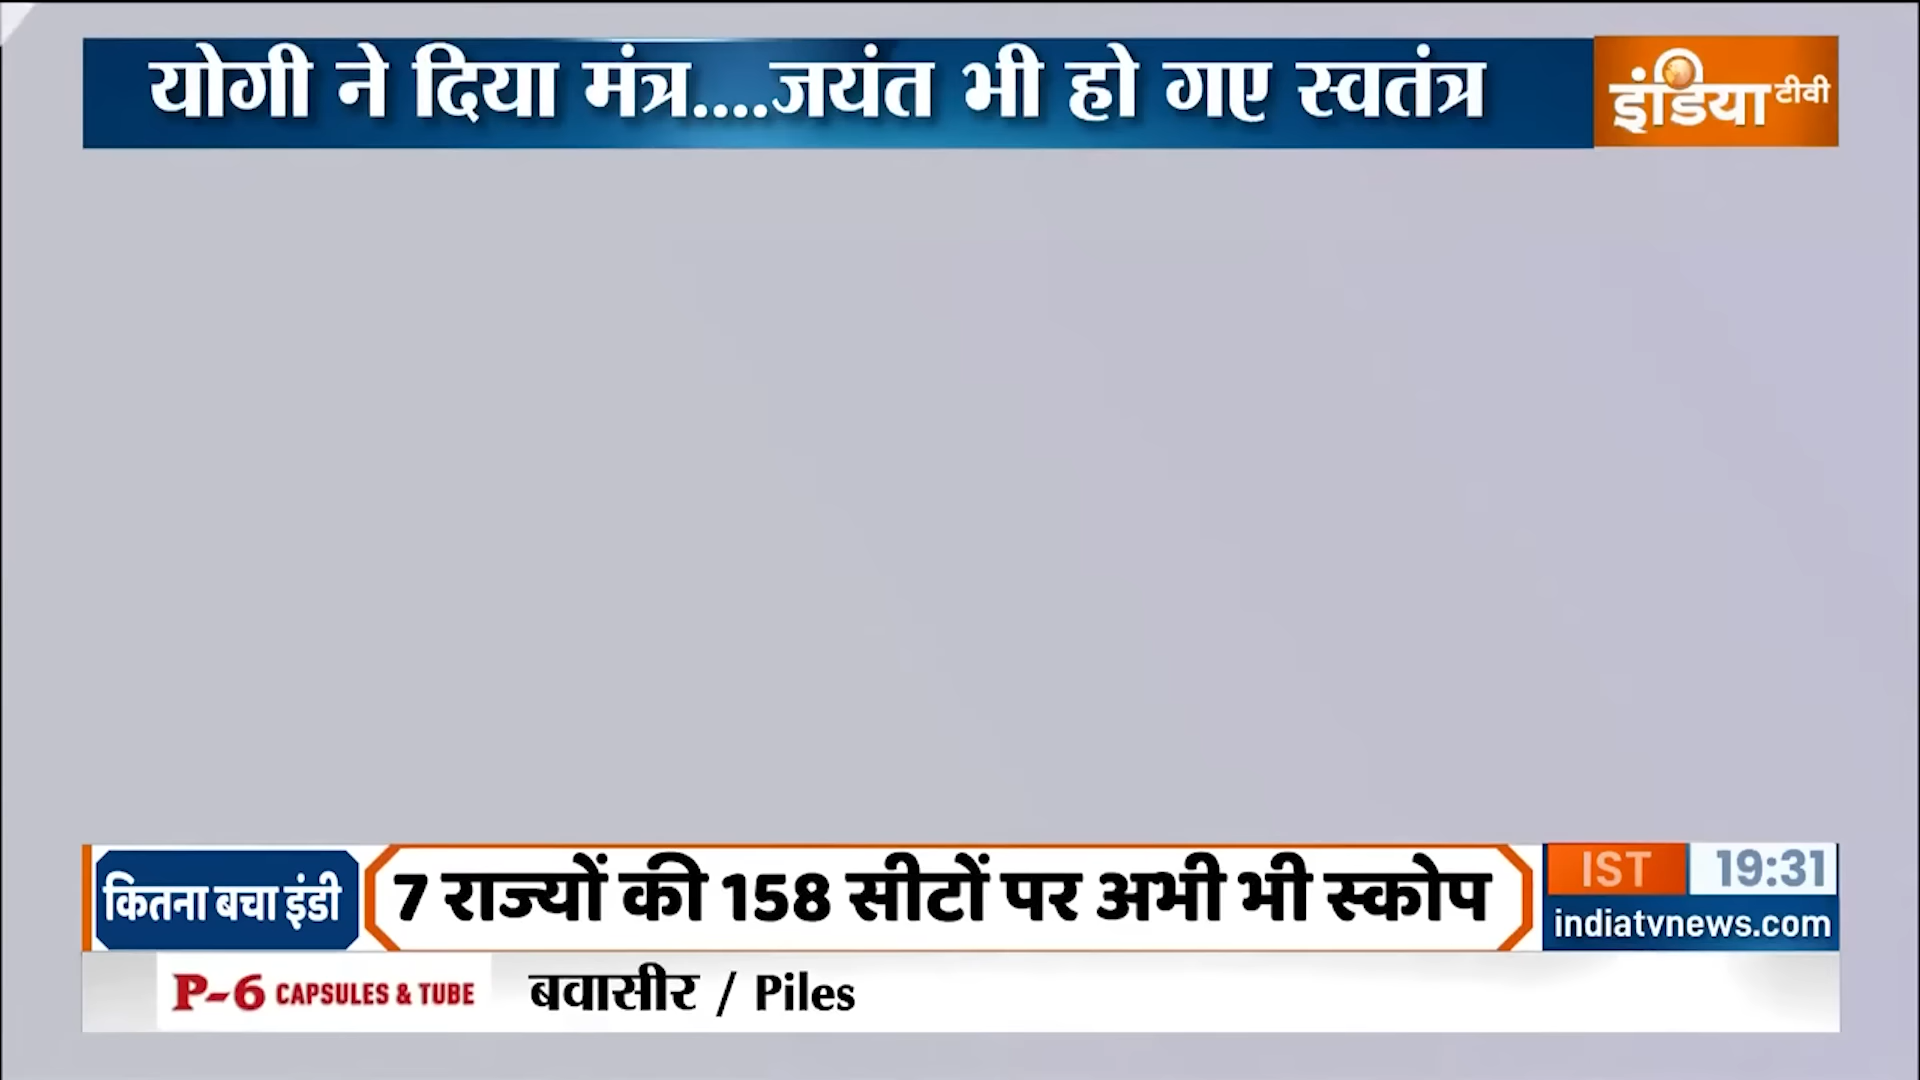 योगी ने दिया मंत्र....जयंत भी हो गए स्वतंत्र
इंडिया टीवी
कितना बचा इंडी
7 राज्यों की 158 सीटों पर अभी भी स्कोप
IST 19:31
indiatvnews.com
P-6 CAPSULES & TUBE
बवासीर / Piles